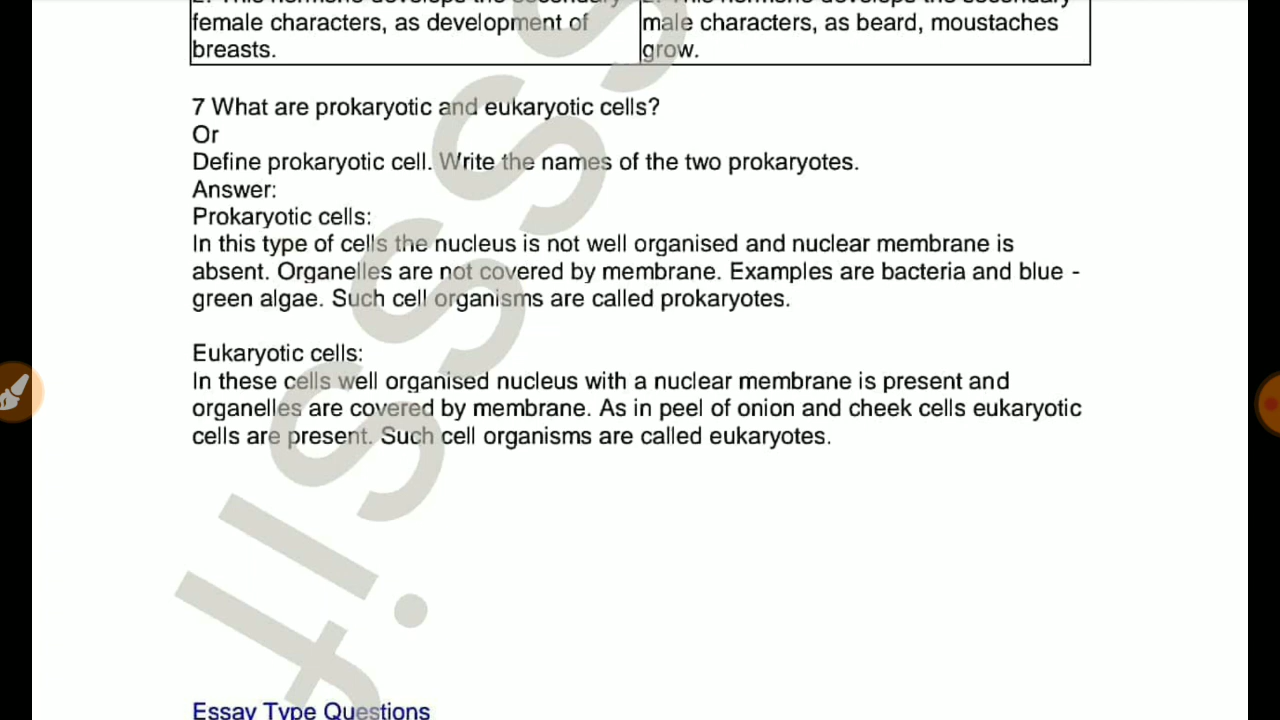 female characters, as development of
breasts.
male characters, as beard, moustaches
grow.
7 What are prokaryotic and eukaryotic cells?
Or
Define prokaryotic cell. Write the names of the two prokaryotes.
Answer:
Prokaryotic cells:
In this type of cells the nucleus is not well organised and nuclear membrane is
absent. Organelles are not covered by membrane. Examples are bacteria and blue -
green algae. Such cell organisms are called prokaryotes.
Eukaryotic cells:
In these cells well organised nucleus with a nuclear membrane is present and
organelles are covered by membrane. As in peel of onion and cheek cells eukaryotic
cells are present. Such cell organisms are called eukaryotes.
Essay Type Questions